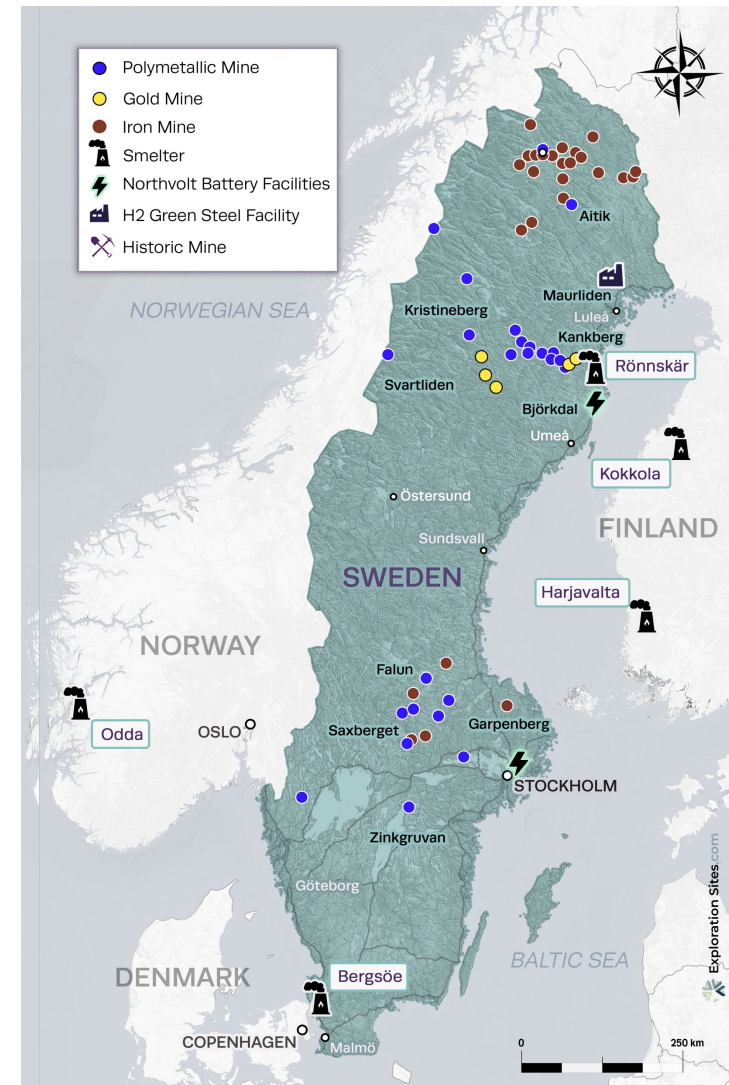 Polymetallic Mine
Gold Mine
Iron Mine
Smelter
Northvolt Battery Facilities
H2 Green Steel Facility
Historic Mine
Aitik
NORWEGIAN SEA
Maurliden
Kristineberg
Luleå
Kankberg
Rönnskär
Svartliden
Björkdal
Umeå
Kokkola
Östersund
FINLAND
Sundsvall
SWEDEN
Harjavalta
NORWAY
Falun
Garpenberg
Saxberget
OSLO
Odda
STOCKHOLM
Zinkgruvan
Göteborg
BALTIC SEA
Exploration Sites.com
DENMARK
Bergsöe
COPENHAGEN
Malmö
0
250 km